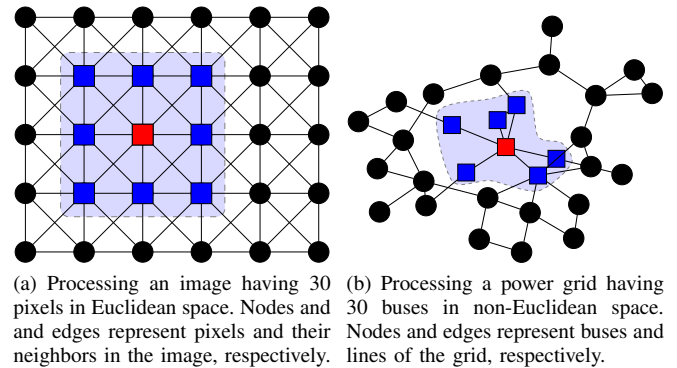 (a) Processing an image having 30
pixels in Euclidean space. Nodes and
and edges represent pixels and their
neighbors in the image, respectively.
(b) Processing a power grid having
30 buses in non-Euclidean space.
Nodes and edges represent buses and
lines of the grid, respectively.